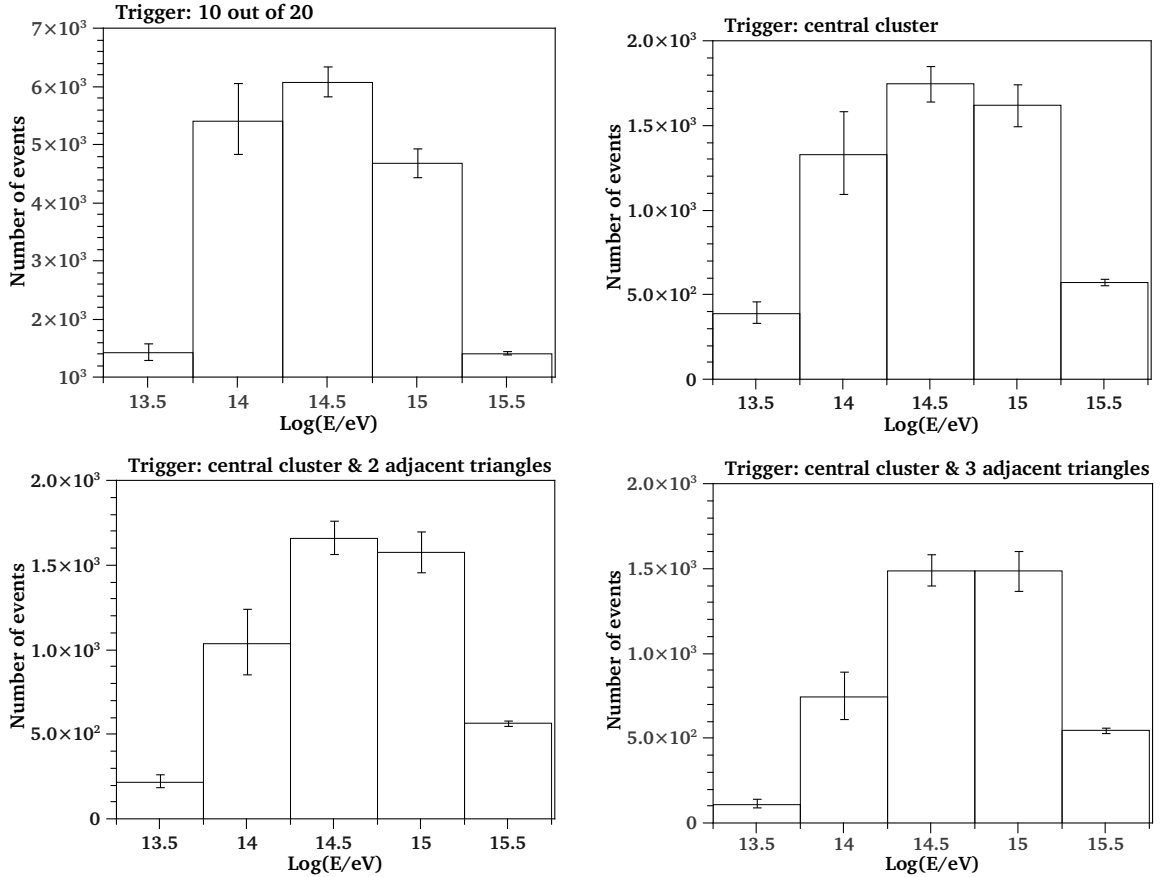 Trigger: 10 out of 20
7×10³
6×10³
5×10³
4×10³
3×10³
2×10³
10³
Number of events
13.5 14 14.5 15 15.5
Log(E/eV)
Trigger: central cluster
2.0×10³
1.5×10³
1.0×10³
5.0×10²
0
Number of events
13.5 14 14.5 15 15.5
Log(E/eV)
Trigger: central cluster & 2 adjacent triangles
2.0×10³
1.5×10³
1.0×10³
5.0×10²
0
Number of events
13.5 14 14.5 15 15.5
Log(E/eV)
Trigger: central cluster & 3 adjacent triangles
2.0×10³
1.5×10³
1.0×10³
5.0×10²
0
Number of events
13.5 14 14.5 15 15.5
Log(E/eV)